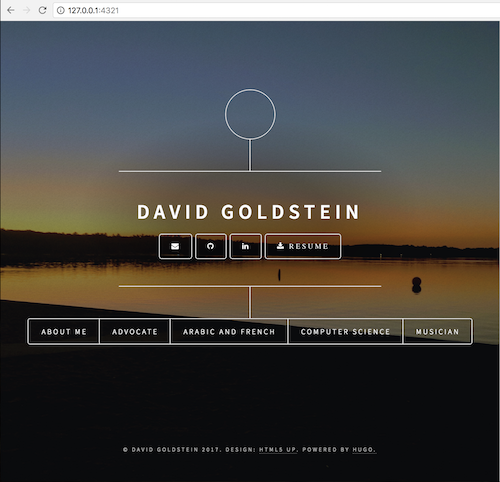 127.0.0.1:4321
DAVID GOLDSTEIN
in RESUME
ABOUT ME ADVOCATE ARABIC AND FRENCH COMPUTER SCIENCE MUSICIAN
© DAVID GOLDSTEIN 2017. DESIGN: HTML5 UP. POWERED BY HUGO.